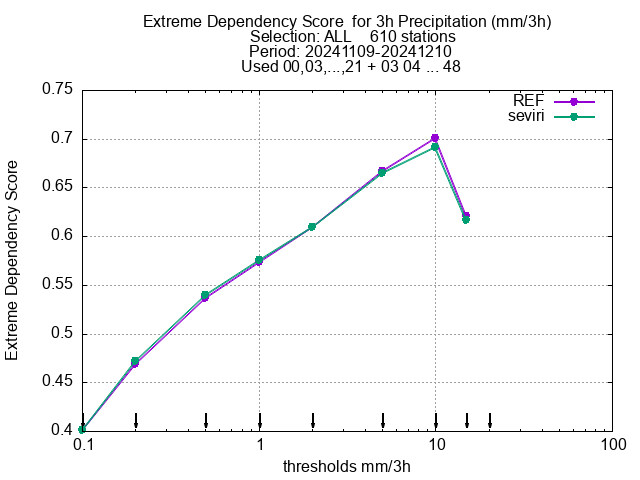 Extreme Dependency Score  for 3h Precipitation (mm/3h)
Selection: ALL    610 stations
Period: 20241109-20241210
Used 00,03,...,21 + 03 04 ... 48
REF
seviri
Extreme Dependency Score
0.75
0.7
0.65
0.6
0.55
0.5
0.45
0.4
0.1 1 10 100
thresholds mm/3h